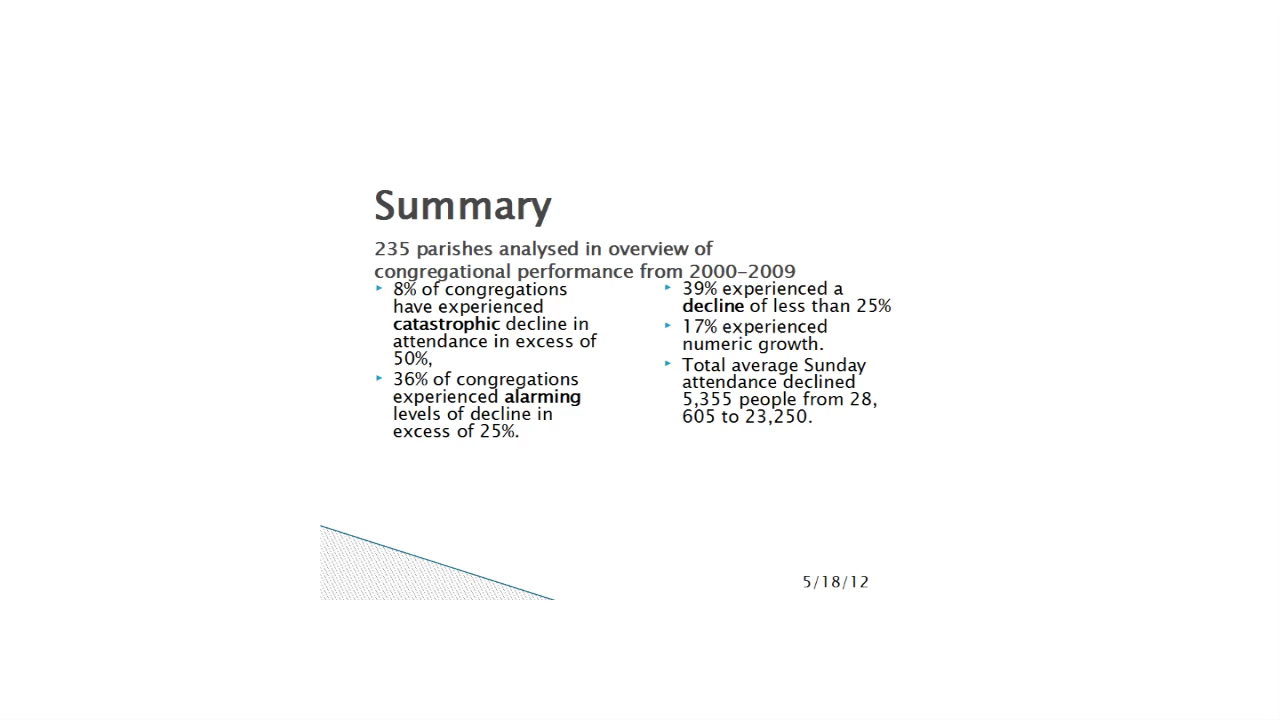 Summary
235 parishes analysed in overview of
congregational performance from 2000-2009
8% of congregations
have experienced
catastrophic decline in
attendance in excess of
50%,
36% of congregations
experienced alarming
levels of decline in
excess of 25%.
39% experienced a
decline of less than 25%
17% experienced
numeric growth.
Total average Sunday
attendance declined
5,355 people from 28,
605 to 23,250.
5/18/12